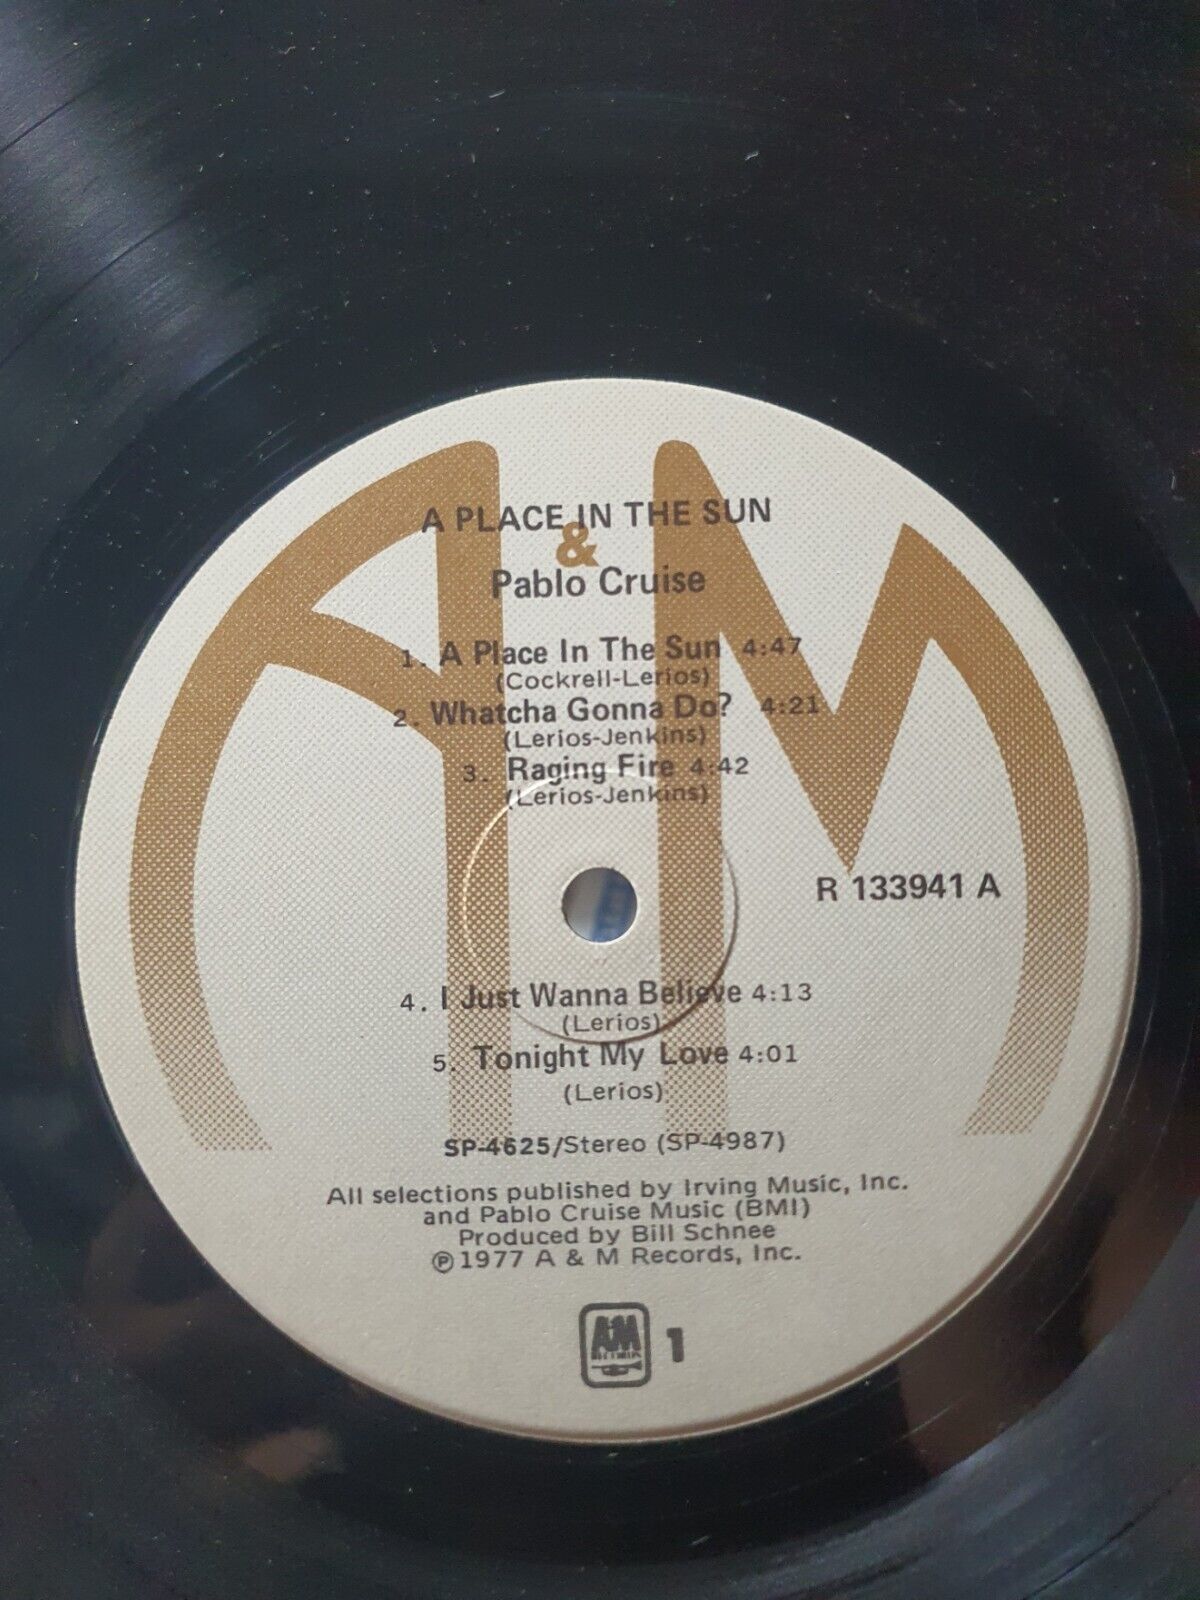 A PLACE IN THE SUN
&
Pablo Cruise
1. A Place In The Sun 4:47
(Cockrell-Lerios)
2. Whatcha Gonna Do? 4:21
(Lerios-Jenkins)
3. Raging Fire 4:42
(Lerios-Jenkins)
R 133941 A
4. I Just Wanna Believe 4:13
(Lerios)
5. Tonight My Love 4:01
(Lerios)
SP-4625/Stereo (SP-4987)
All selections published by Irving Music, Inc.
and Pablo Cruise Music (BMI)
Produced by Bill Schnee
℗1977 A & M Records, Inc.
A&M
RECORDS
1